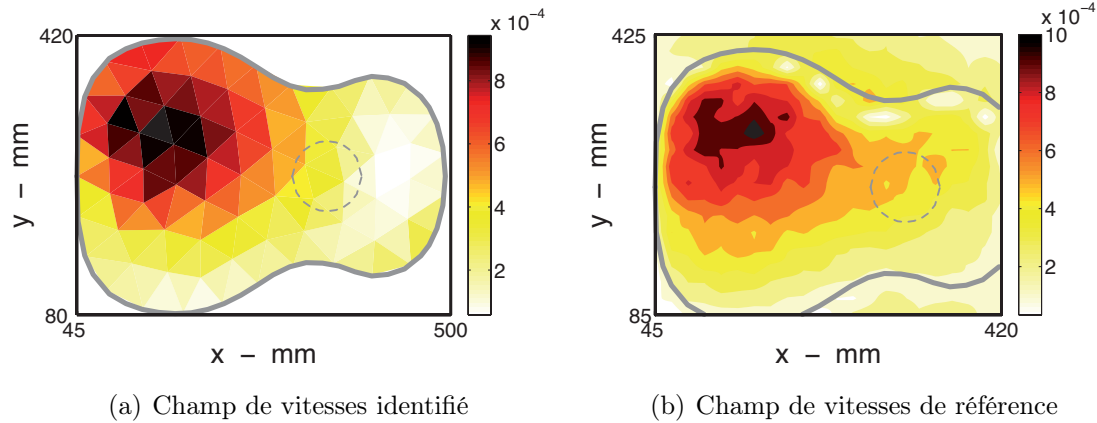 x 10⁻⁴
420
8
6
4
2
y – mm
80
45
500
x – mm
(a) Champ de vitesses identifié
x 10⁻⁴
425
10
8
6
4
2
y – mm
85
45
420
x – mm
(b) Champ de vitesses de référence